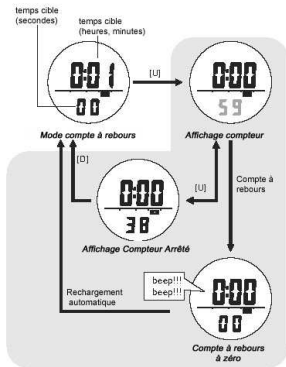 temps cible
(secondes)
temps cible
(heures, minutes)
0:01
00
[U]
0:00
59
Mode compte à rebours
Affichage compteur
[D]
[U]
Compte à
rebours
0:00
38
Affichage Compteur Arrêté
Rechargement
automatique
beep!!!
beep!!!
0:00
00
Compte à rebours
à zéro